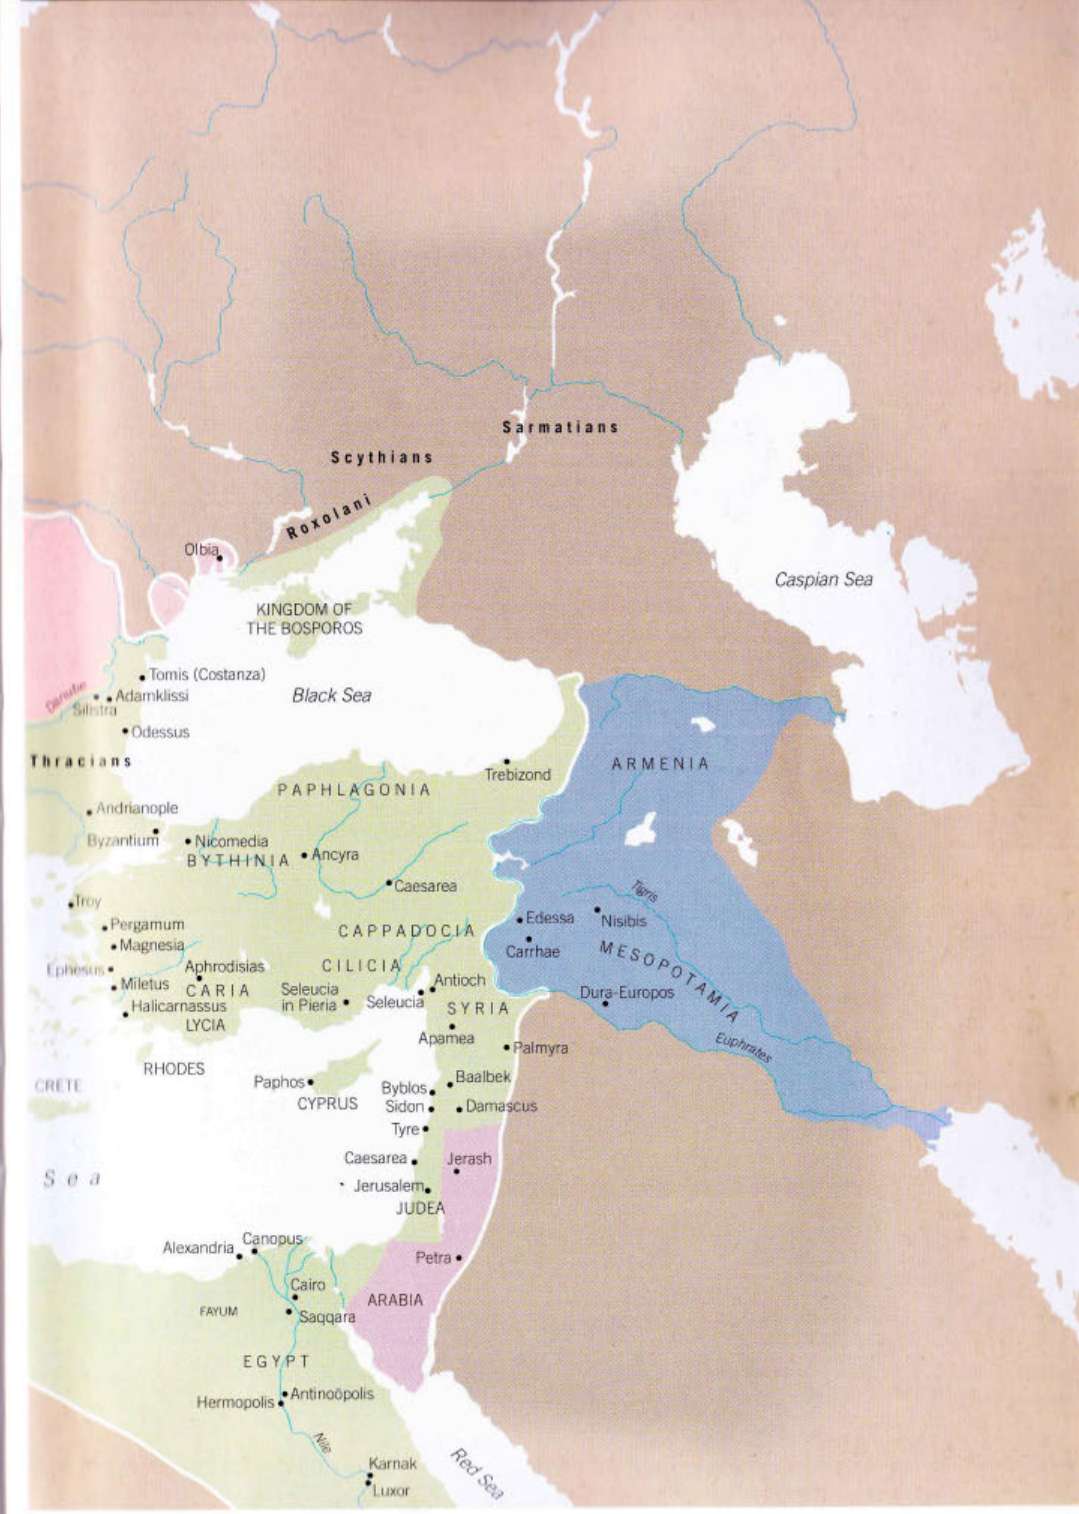 Sarmatians
Scythians
Roxolani
Olbia
Caspian Sea
KINGDOM OF
THE BOSPOROS
Tomis (Costanza)
Danube
Adamklissi
Silistra
Black Sea
Odessus
Thracians
ARMENIA
Trebizond
PAPHLAGONIA
Andrianople
Byzantium
Nicomedia
BYTHINIA
Ancyra
Caesarea
Tigris
Troy
Pergamum
Edessa
Nisibis
Magnesia
CAPPADOCIA
Carrhae
MESOPOTAMIA
Ephesus
Aphrodisias
CILICIA
Miletus
CARIA
Seleucia
in Pieria
Seleucia
Antioch
Dura-Europos
Halicarnassus
LYCIA
SYRIA
Apamea
Palmyra
Euphrates
RHODES
CRETE
Paphos
CYPRUS
Byblos
Baalbek
Sidon
Damascus
Tyre
Caesarea
Jerash
Sea
Jerusalem
JUDEA
Canopus
Alexandria
Petra
Cairo
ARABIA
FAYUM
Saqqara
EGYPT
Antinoöpolis
Hermopolis
Nile
Karnak
Luxor
Red Sea